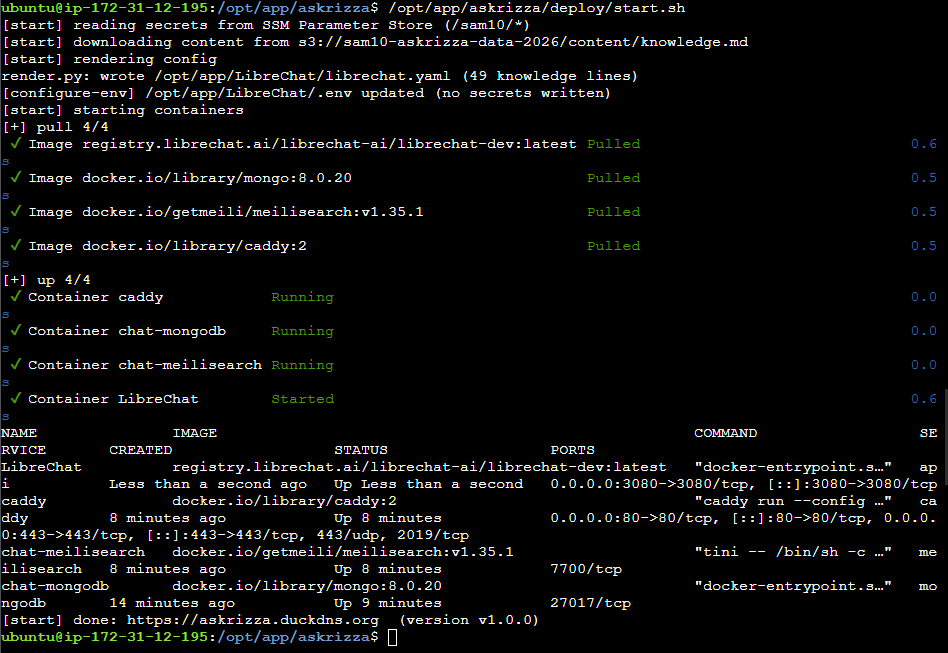 ubuntu@ip-172-31-12-195:/opt/app/askrizza$ /opt/app/askrizza/deploy/start.sh
[start] reading secrets from SSM Parameter Store (/sam10/*)
[start] downloading content from s3://sam10-askrizza-data-2026/content/knowledge.md
[start] rendering config
render.py: wrote /opt/app/LibreChat/librechat.yaml (49 knowledge lines)
[configure-env] /opt/app/LibreChat/.env updated (no secrets written)
[start] starting containers
[+] pull 4/4
✓ Image registry.librechat.ai/librechat-ai/librechat-dev:latest Pulled 0.6
s
✓ Image docker.io/library/mongo:8.0.20 Pulled 0.5
s
✓ Image docker.io/getmeili/meilisearch:v1.35.1 Pulled 0.5
s
✓ Image docker.io/library/caddy:2 Pulled 0.5
s
[+] up 4/4
✓ Container caddy Running 0.0
s
✓ Container chat-mongodb Running 0.0
s
✓ Container chat-meilisearch Running 0.0
s
✓ Container LibreChat Started 0.6
s
NAME IMAGE COMMAND SE
RVICE CREATED STATUS PORTS
LibreChat registry.librechat.ai/librechat-ai/librechat-dev:latest "docker-entrypoint.s…" ap
i Less than a second ago Up Less than a second 0.0.0.0:3080->3080/tcp, [::]:3080->3080/tcp
caddy docker.io/library/caddy:2 "caddy run --config …" ca
ddy 8 minutes ago Up 8 minutes 0.0.0.0:80->80/tcp, [::]:80->80/tcp, 0.0.0.
0:443->443/tcp, [::]:443->443/tcp, 443/udp, 2019/tcp
chat-meilisearch docker.io/getmeili/meilisearch:v1.35.1 "tini -- /bin/sh -c …" me
ilisearch 8 minutes ago Up 8 minutes 7700/tcp
chat-mongodb docker.io/library/mongo:8.0.20 "docker-entrypoint.s…" mo
ngodb 14 minutes ago Up 9 minutes 27017/tcp
[start] done: https://askrizza.duckdns.org (version v1.0.0)
ubuntu@ip-172-31-12-195:/opt/app/askrizza$